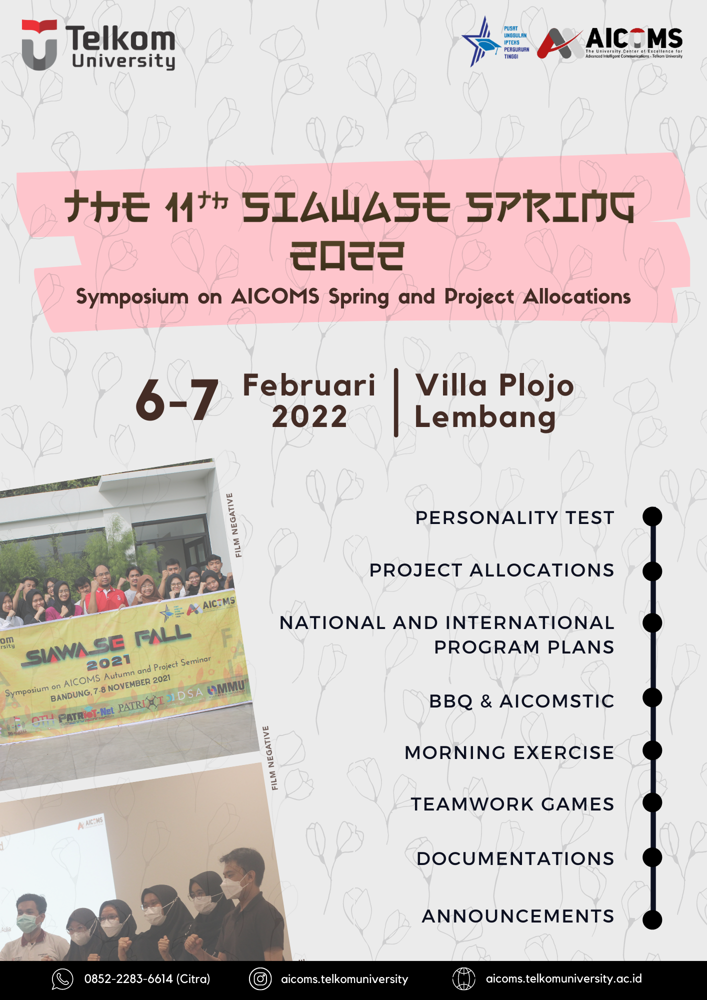 Telkom
University
PUSAT
UNGGULAN
IPTEKS
PERGURUAN
TINGGI
AICOMS
The University Center of Excellence for
Advanced Intelligent Communications - Telkom University
THE 11th SIAWASE SPRING
2022
Symposium on AICOMS Spring and Project Allocations
6-7
Februari
2022
Villa Plojo
Lembang
FILM NEGATIVE
AICOMS
SIAWASE FALL
2021
Symposium on AICOMS Autumn and Project Seminar
BANDUNG, 7-8 NOVEMBER 2021
OTH
PATRIOT-Net
PATRIOT
IDSA
MMU
FILM NEGATIVE
AICOMS
Aulia
PERSONALITY TEST
PROJECT ALLOCATIONS
NATIONAL AND INTERNATIONAL
PROGRAM PLANS
BBQ & AICOMSTIC
MORNING EXERCISE
TEAMWORK GAMES
DOCUMENTATIONS
ANNOUNCEMENTS
0852-2283-6614 (Citra)
aicoms.telkomuniversity
aicoms.telkomuniversity.ac.id